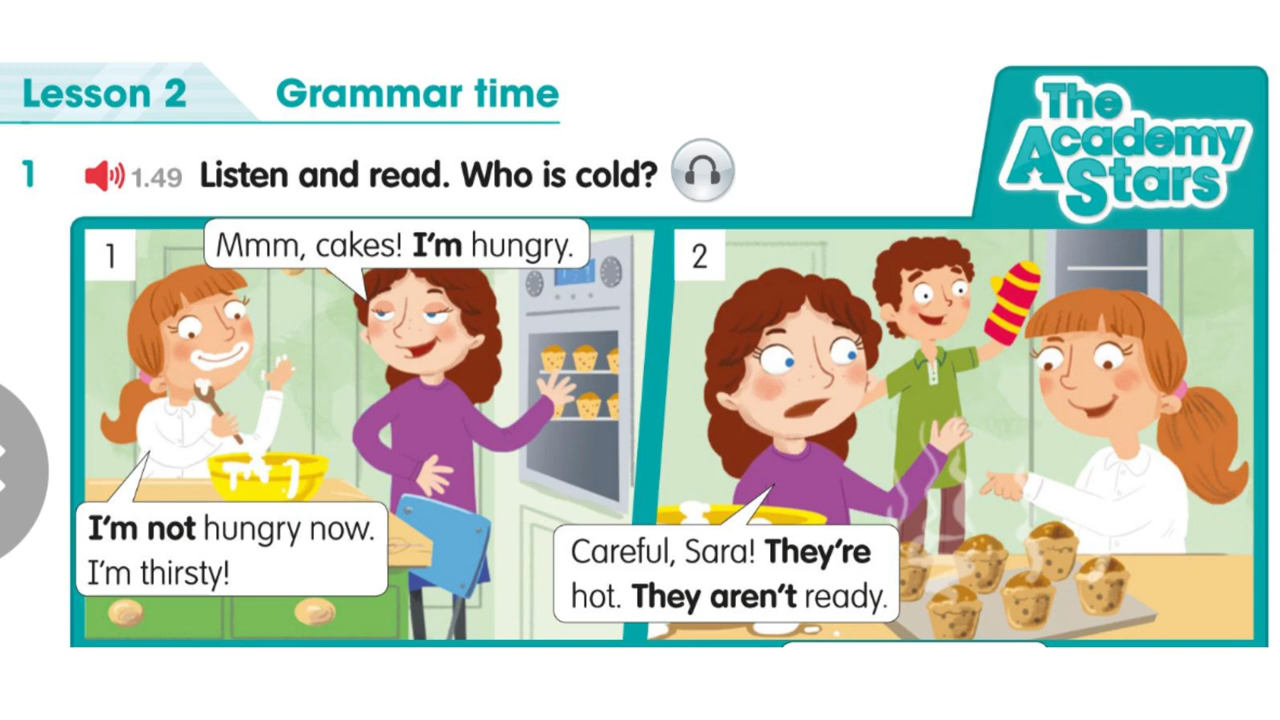 Lesson 2 Grammar time
The
Academy
Stars
1 1.49 Listen and read. Who is cold?
1
Mmm, cakes! I'm hungry.
I'm not hungry now.
I'm thirsty!
2
Careful, Sara! They're
hot. They aren't ready.